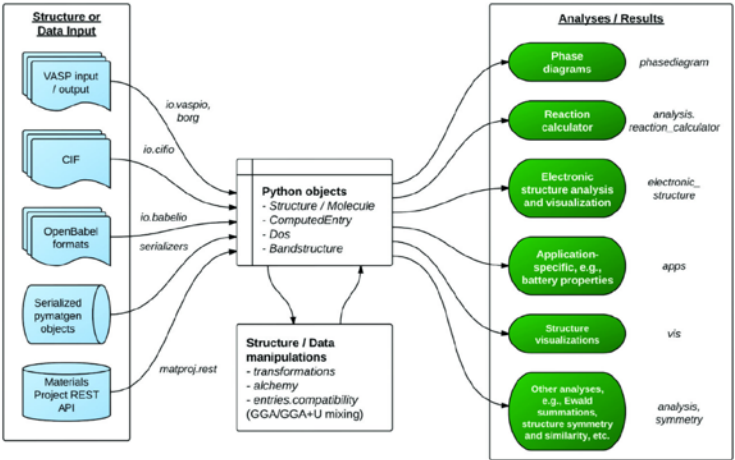 Structure or
Data Input
VASP input
/ output
CIF
OpenBabel
formats
Serialized
pymatgen
objects
Materials
Project REST
API
io.vaspio,
borg
io.cifio
io.babelio
serializers
matproj.rest
Python objects
- Structure / Molecule
- ComputedEntry
- Dos
- Bandstructure
Structure / Data
manipulations
- transformations
- alchemy
- entries.compatibility
(GGA/GGA+U mixing)
Analyses / Results
Phase
diagrams
phasediagram
Reaction
calculator
analysis.
reaction_calculator
Electronic
structure analysis
and visualization
electronic_
structure
Application-
specific, e.g.,
battery properties
apps
Structure
visualizations
vis
Other analyses,
e.g., Ewald
summations,
structure symmetry
and similarity, etc.
analysis,
symmetry